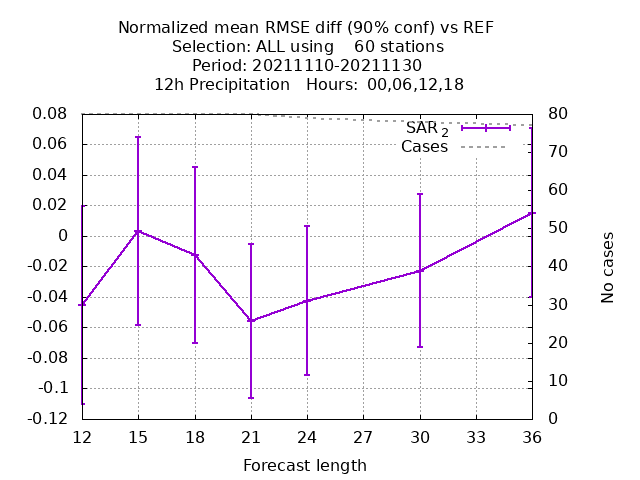 Normalized mean RMSE diff (90% conf) vs REF
Selection: ALL using    60 stations
Period: 20211110-20211130
12h Precipitation   Hours: 00,06,12,18
0.08
0.06
0.04
0.02
0
-0.02
-0.04
-0.06
-0.08
-0.1
-0.12
SAR 2
Cases
80
70
60
50
40
30
20
10
0
No cases
12 15 18 21 24 27 30 33 36
Forecast length